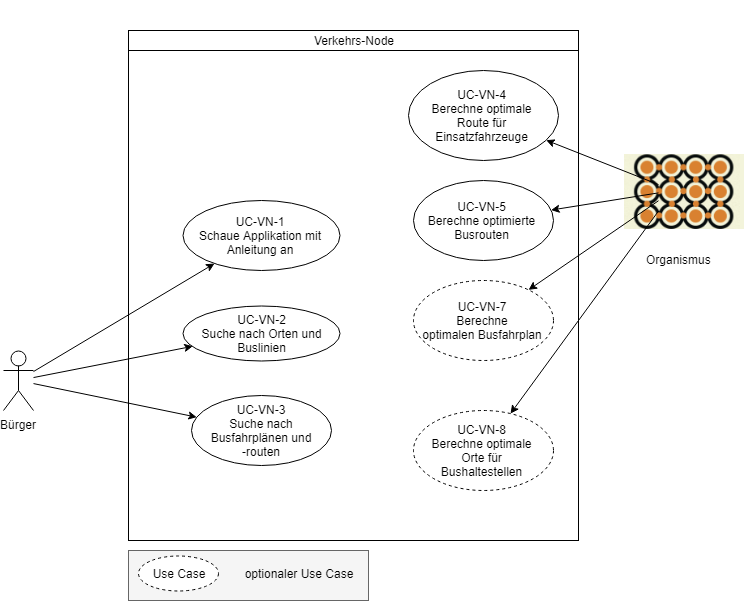 Verkehrs-Node
UC-VN-4
Berechne optimale
Route für
Einsatzfahrzeuge
UC-VN-5
Berechne optimierte
Busrouten
Organismus
UC-VN-1
Schaue Applikation mit
Anleitung an
UC-VN-7
Berechne
optimalen Busfahrplan
UC-VN-2
Suche nach Orten und
Buslinien
Bürger
UC-VN-3
Suche nach
Busfahrplänen und
-routen
UC-VN-8
Berechne optimale
Orte für
Bushaltestellen
Use Case
optionaler Use Case